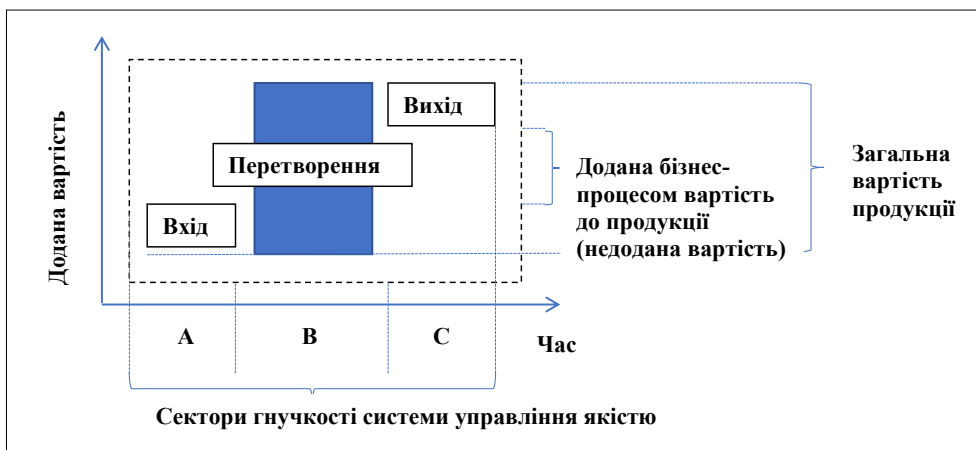 Додана вартість
Вихід
Перетворення
Вхід
Додана бізнес-
процесом вартість
до продукції
(недодана вартість)
Загальна
вартість
продукції
А
В
С
Час
Сектори гнучкості системи управління якістю